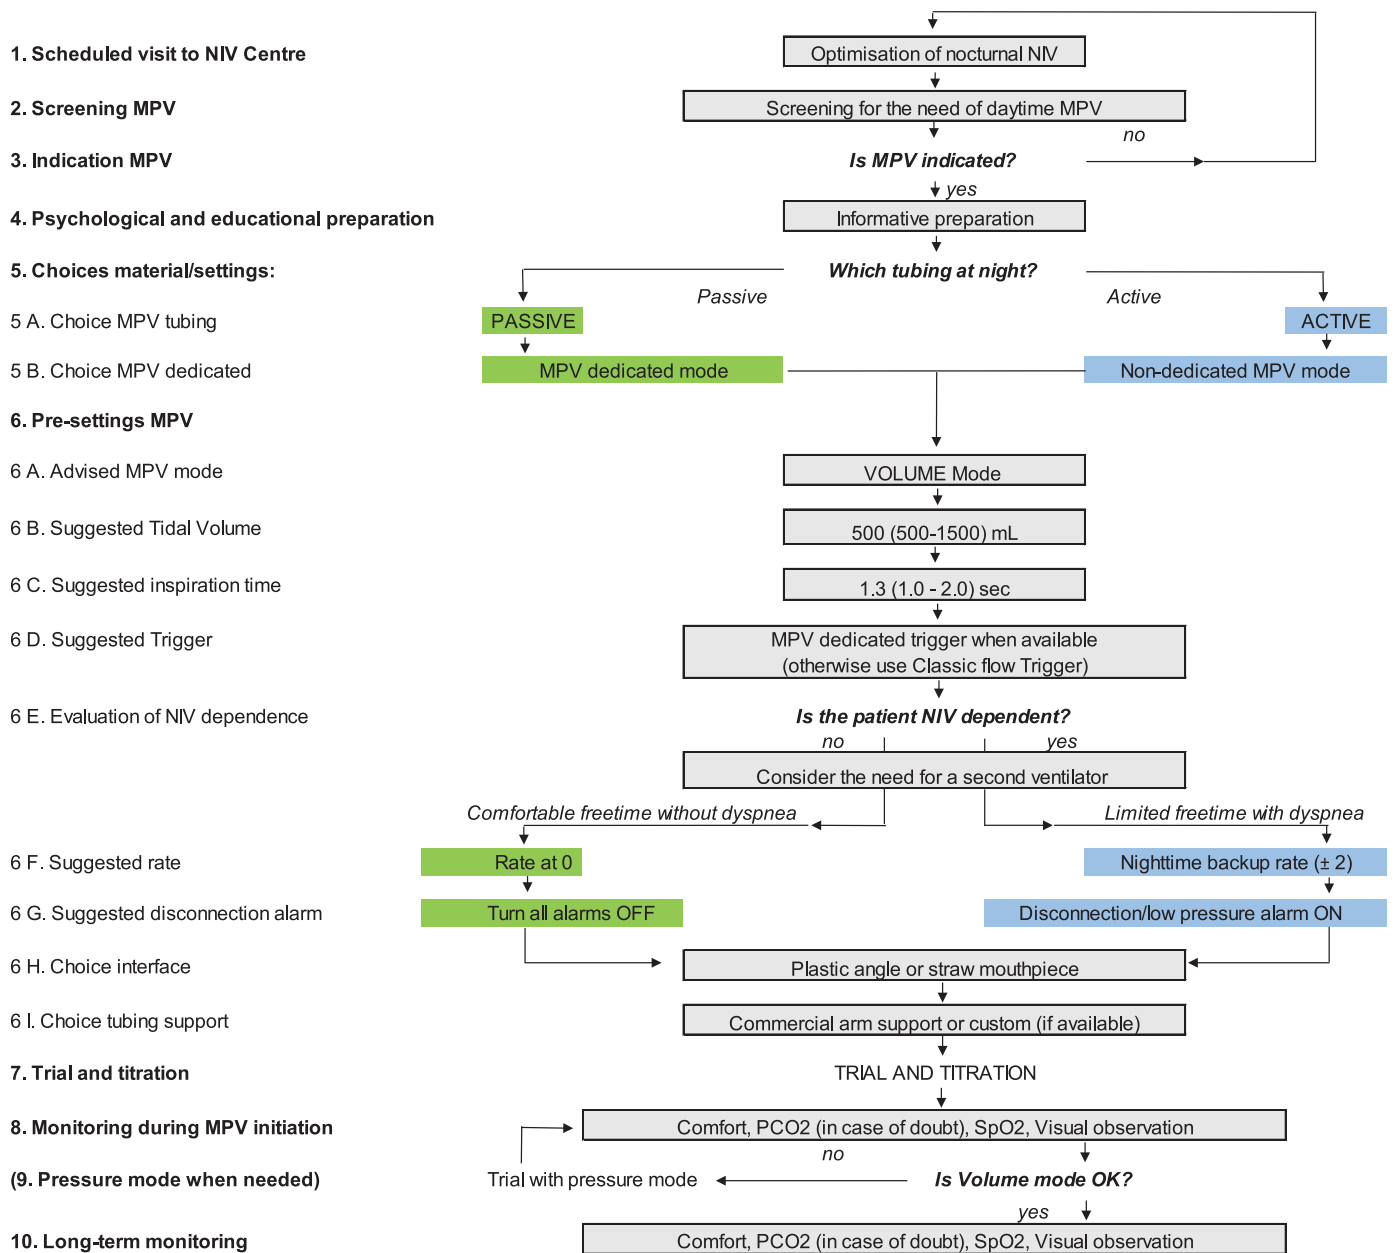 1. Scheduled visit to NIV Centre
Optimisation of nocturnal NIV
2. Screening MPV
Screening for the need of daytime MPV
no
3. Indication MPV
Is MPV indicated?
yes
4. Psychological and educational preparation
Informative preparation
5. Choices material/settings:
Which tubing at night?
Passive
Active
5 A. Choice MPV tubing
PASSIVE
ACTIVE
5 B. Choice MPV dedicated
MPV dedicated mode
Non-dedicated MPV mode
6. Pre-settings MPV
6 A. Advised MPV mode
VOLUME Mode
6 B. Suggested Tidal Volume
500 (500-1500) mL
6 C. Suggested inspiration time
1.3 (1.0 - 2.0) sec
6 D. Suggested Trigger
MPV dedicated trigger when available
(otherwise use Classic flow Trigger)
6 E. Evaluation of NIV dependence
Is the patient NIV dependent?
no
yes
Consider the need for a second ventilator
Comfortable freetime without dyspnea
Limited freetime with dyspnea
6 F. Suggested rate
Rate at 0
Nighttime backup rate (± 2)
6 G. Suggested disconnection alarm
Turn all alarms OFF
Disconnection/low pressure alarm ON
6 H. Choice interface
Plastic angle or straw mouthpiece
6 I. Choice tubing support
Commercial arm support or custom (if available)
7. Trial and titration
TRIAL AND TITRATION
8. Monitoring during MPV initiation
Comfort, PCO2 (in case of doubt), SpO2, Visual observation
no
(9. Pressure mode when needed)
Trial with pressure mode
Is Volume mode OK?
yes
10. Long-term monitoring
Comfort, PCO2 (in case of doubt), SpO2, Visual observation